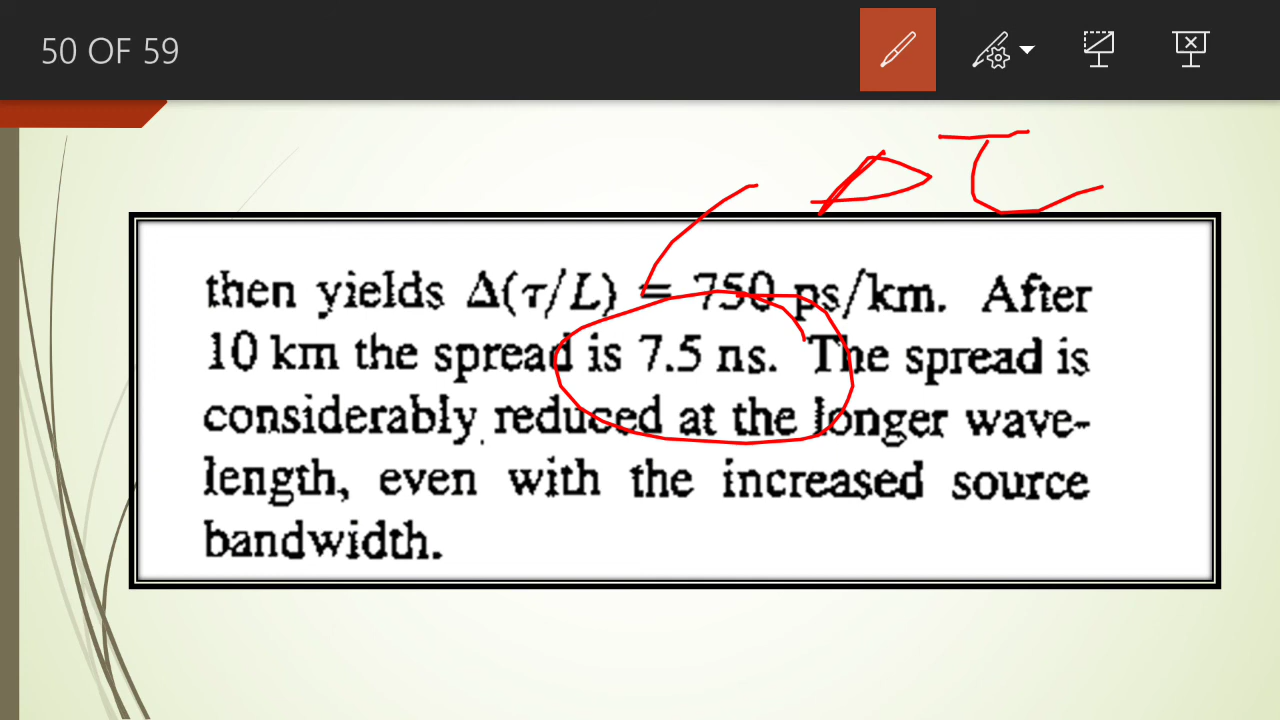 50 OF 59
Δτ
then yields Δ(τ/L) = 750 ps/km. After
10 km the spread is 7.5 ns. The spread is
considerably reduced at the longer wave-
length, even with the increased source
bandwidth.